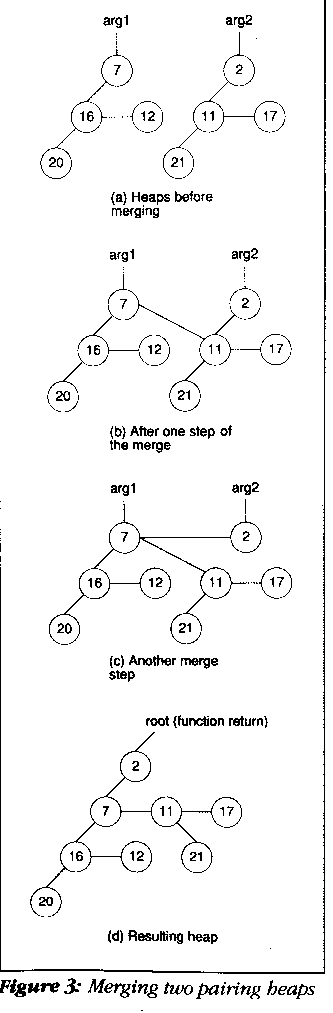 arg1 arg2
7 2
16 12 11 17
20 21
(a) Heaps before
merging
arg1 arg2
7 2
15 12 11 17
20 21
(b) After one step of
the merge
arg1 arg2
7 2
16 12 11 17
20 21
(c) Another merge
step
root (function return)
2
7 11 17
16 12 21
20
(d) Resulting heap
Figure 3: Merging two pairing heaps